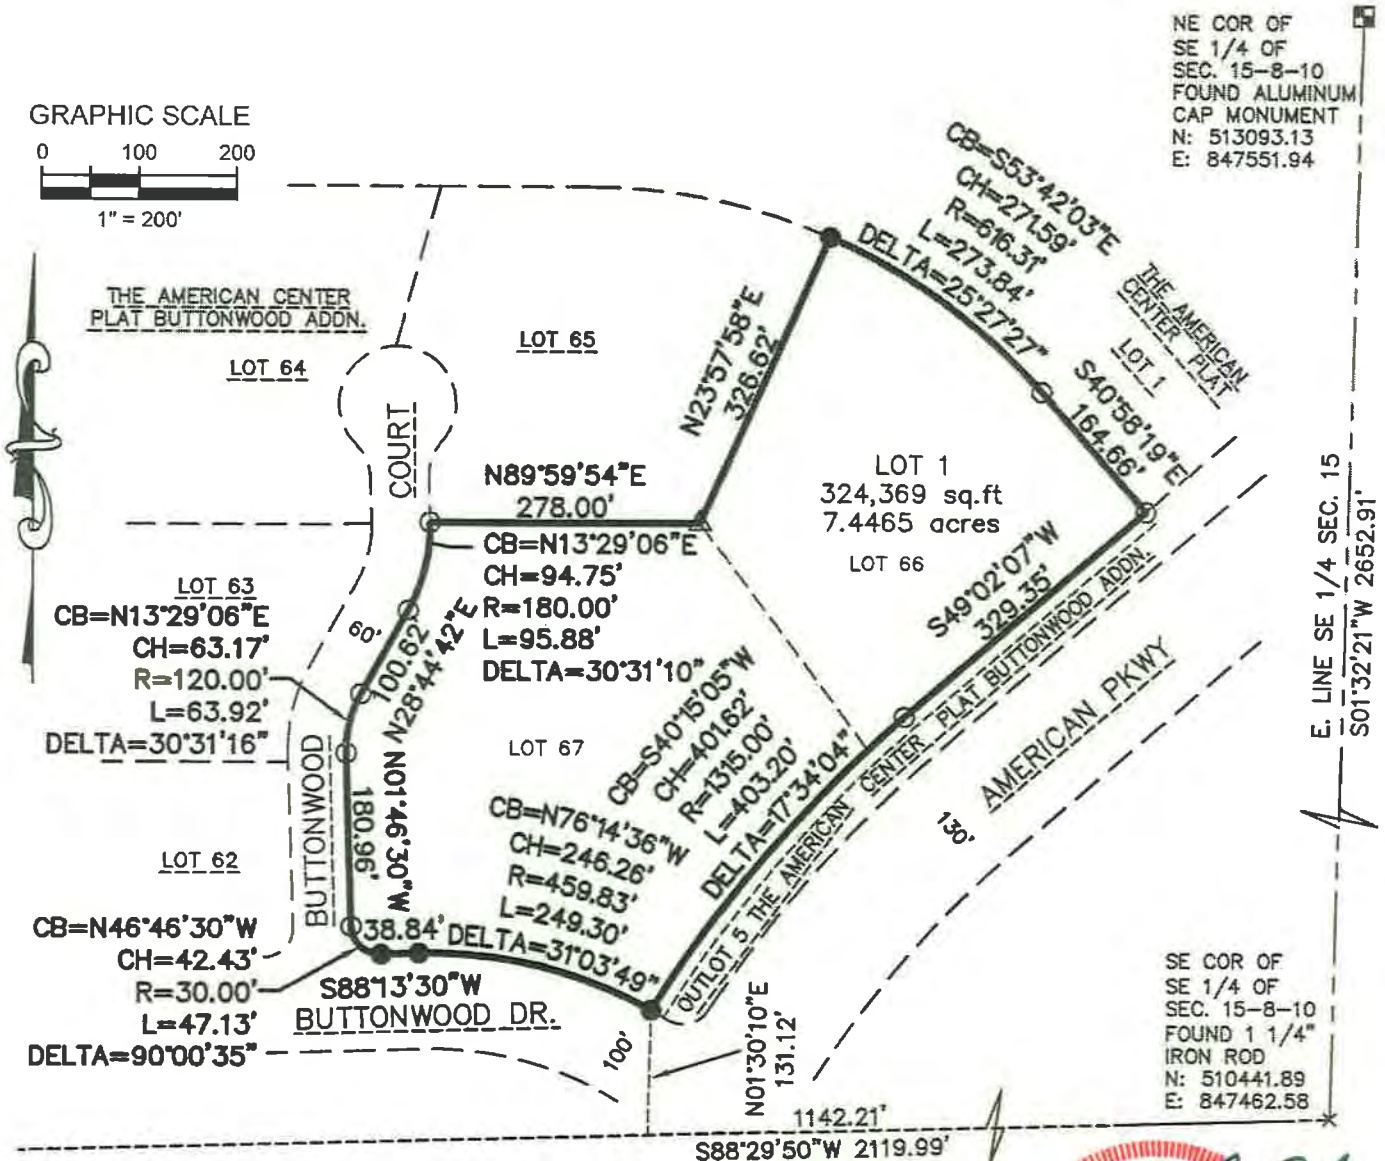 NE COR OF
SE 1/4 OF
SEC. 15-8-10
FOUND ALUMINUM
CAP MONUMENT
N: 513093.13
E: 847551.94
GRAPHIC SCALE
0 100 200
1" = 200'
THE AMERICAN CENTER
PLAT BUTTONWOOD ADDN.
LOT 64
LOT 65
COURT
CB=S53°42'03"E
CH=271.59'
R=616.31'
L=273.84'
DELTA=25°27'27"
THE AMERICAN
CENTER PLAT
LOT 1
S40°58'19"E
164.66'
N23°57'58"E
326.62'
N89°59'54"E
278.00'
LOT 1
324,369 sq.ft
7.4465 acres
LOT 66
S49°02'07"W
329.35'
CB=N13°29'06"E
CH=94.75'
R=180.00'
L=95.88'
DELTA=30°31'10"
LOT 63
CB=N13°29'06"E
CH=63.17'
R=120.00'
L=63.92'
DELTA=30°31'16"
60'
100.62'
N28°44'42"E
LOT 67
CB=S40°15'05"W
CH=401.62'
R=1315.00'
L=403.20'
DELTA=17°34'04"
OUTLOT 5 THE AMERICAN CENTER PLAT BUTTONWOOD ADDN.
AMERICAN PKWY
130'
E. LINE SE 1/4 SEC. 15
S01°32'21"W 2652.91'
LOT 62
BUTTONWOOD
180.96'
N01°46'30"W
CB=N76°14'36"W
CH=246.26'
R=459.83'
L=249.30'
DELTA=31°03'49"
CB=N46°46'30"W
CH=42.43'
R=30.00'
L=47.13'
DELTA=90°00'35"
38.84'
S88°13'30"W
BUTTONWOOD DR.
100'
N01°30'10"E
131.12'
SE COR OF
SE 1/4 OF
SEC. 15-8-10
FOUND 1 1/4"
IRON ROD
N: 510441.89
E: 847462.58
1142.21'
S88°29'50"W 2119.99'